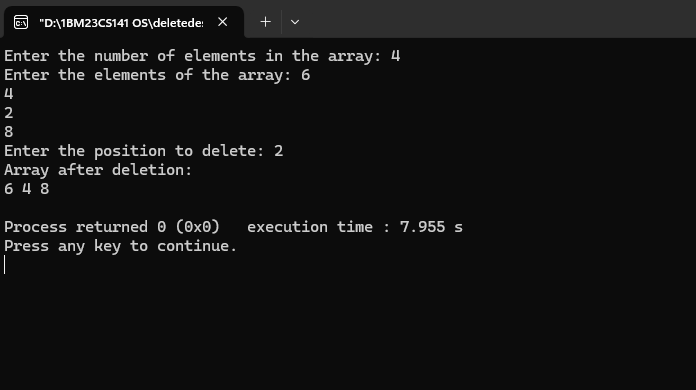 "D:\1BM23CS141 OS\deletede:
Enter the number of elements in the array: 4
Enter the elements of the array: 6
4
2
8
Enter the position to delete: 2
Array after deletion:
6 4 8
Process returned 0 (0x0)   execution time : 7.955 s
Press any key to continue.